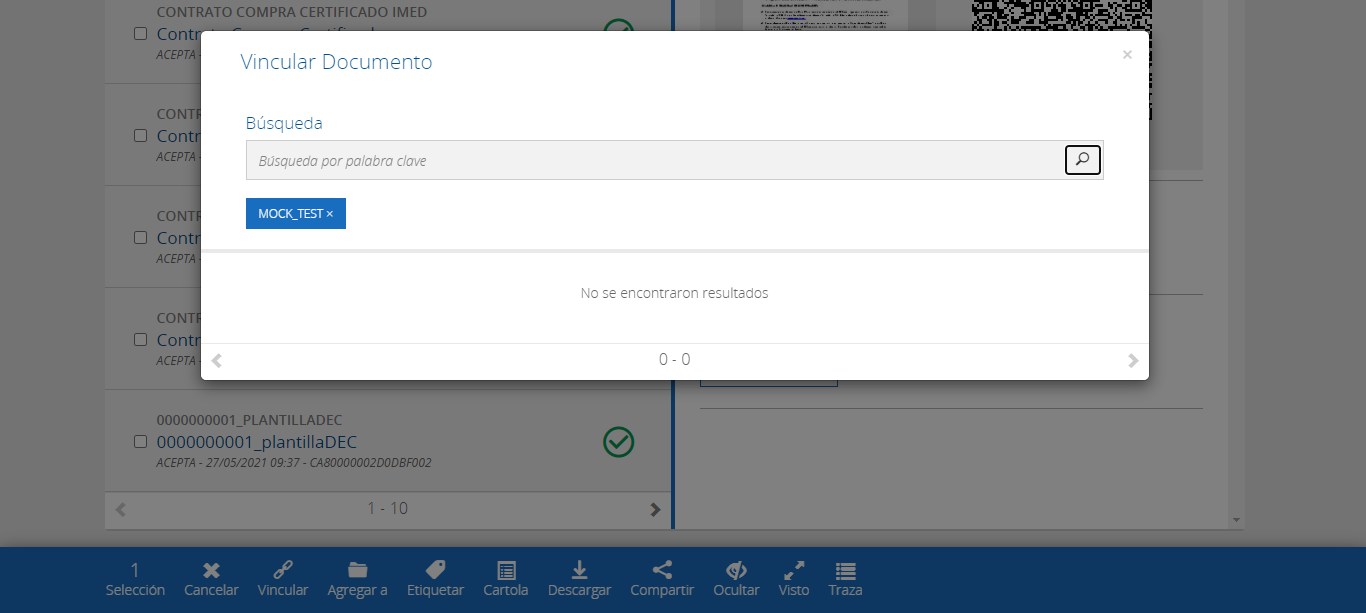 CONTRATO COMPRA CERTIFICADO IMED
ACEPTA -
Vincular Documento
×
Búsqueda
Búsqueda por palabra clave
MOCK_TEST ×
No se encontraron resultados
0 - 0
CONTR
Contr
ACEPTA -
CONTR
Contr
ACEPTA -
CONTR
Contr
ACEPTA -
0000000001_PLANTILLADEC
0000000001_plantillaDEC
ACEPTA - 27/05/2021 09:37 - CA80000002D0DBF002
1 - 10
1
Selección
Cancelar
Vincular
Agregar a
Etiquetar
Cartola
Descargar
Compartir
Ocultar
Visto
Traza